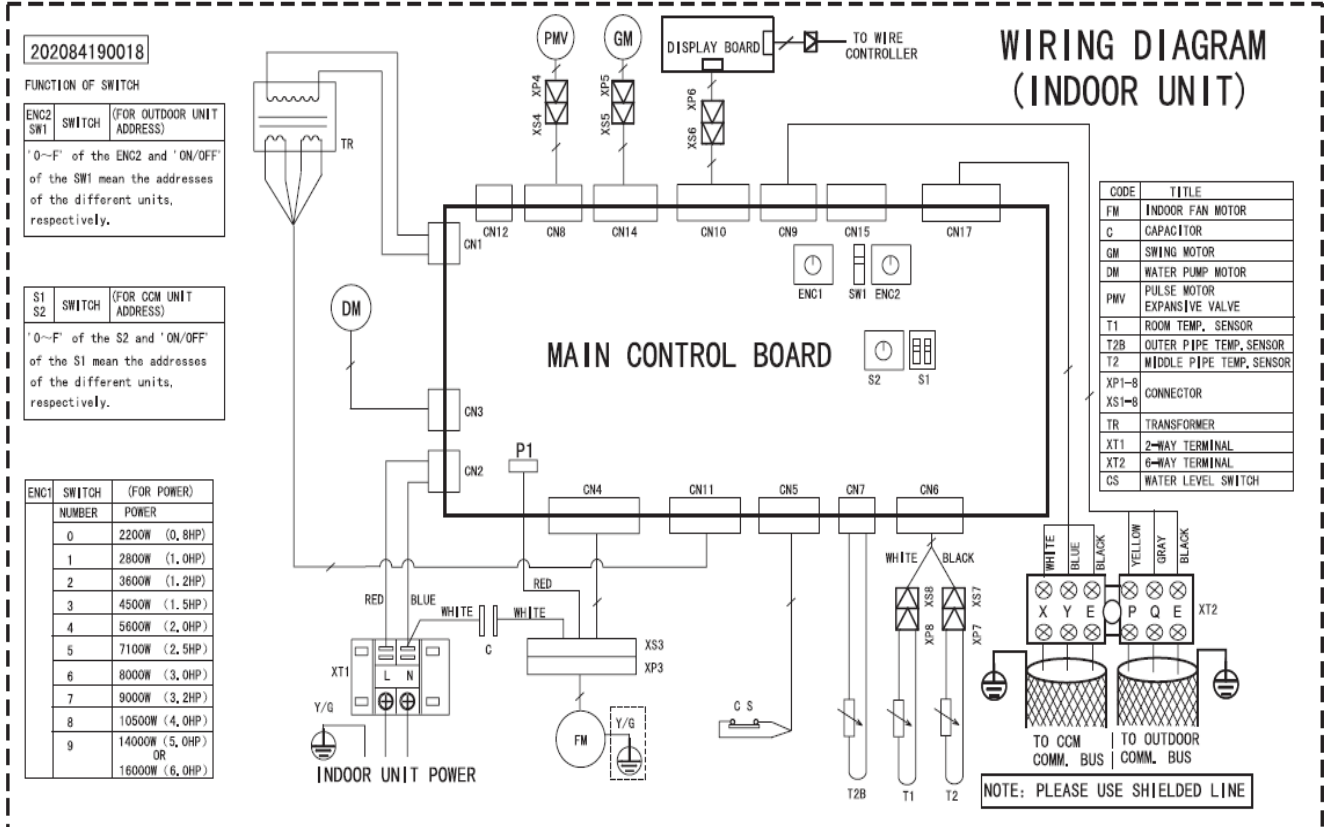 202084190018
FUNCTION OF SWITCH
ENC2
SW1
SWITCH
(FOR OUTDOOR UNIT
ADDRESS)
'0~F' of the ENC2 and 'ON/OFF'
of the SW1 mean the addresses
of the different units,
respectively.
S1
S2
SWITCH
(FOR CCM UNIT
ADDRESS)
'0~F' of the S2 and 'ON/OFF'
of the S1 mean the addresses
of the different units,
respectively.
ENC1 SWITCH (FOR POWER)
NUMBER POWER
0 2200W (0.8HP)
1 2800W (1.0HP)
2 3600W (1.2HP)
3 4500W (1.5HP)
4 5600W (2.0HP)
5 7100W (2.5HP)
6 8000W (3.0HP)
7 9000W (3.2HP)
8 10500W (4.0HP)
9 14000W (5.0HP)
OR
16000W (6.0HP)
WIRING DIAGRAM
(INDOOR UNIT)
PMV
GM
DISPLAY BOARD
TO WIRE
CONTROLLER
XP4
XS4
XP5
XS5
XP6
XS6
TR
CN12
CN8
CN14
CN10
CN9
CN15
CN17
CN1
ENC1
SW1
ENC2
DM
MAIN CONTROL BOARD
S2
S1
CN3
CN2
P1
CN4
CN11
CN5
CN7
CN6
CODE TITLE
FM INDOOR FAN MOTOR
C CAPACITOR
GM SWING MOTOR
DM WATER PUMP MOTOR
PMV PULSE MOTOR
EXPANSIVE VALVE
T1 ROOM TEMP. SENSOR
T2B OUTER PIPE TEMP.SENSOR
T2 MIDDLE PIPE TEMP.SENSOR
XP1-8
XS1-8
CONNECTOR
TR TRANSFORMER
XT1 2-WAY TERMINAL
XT2 6-WAY TERMINAL
CS WATER LEVEL SWITCH
RED
BLUE
WHITE
C
WHITE
RED
XS3
XP3
XT1
L N
Y/G
INDOOR UNIT POWER
FM
Y/G
C S
WHITE
BLACK
XS8
XP8
XS7
XP7
T2B
T1
T2
WHITE
BLUE
BLACK
YELLOW
GRAY
BLACK
X Y E P Q E
XT2
TO CCM
COMM. BUS
TO OUTDOOR
COMM. BUS
NOTE: PLEASE USE SHIELDED LINE